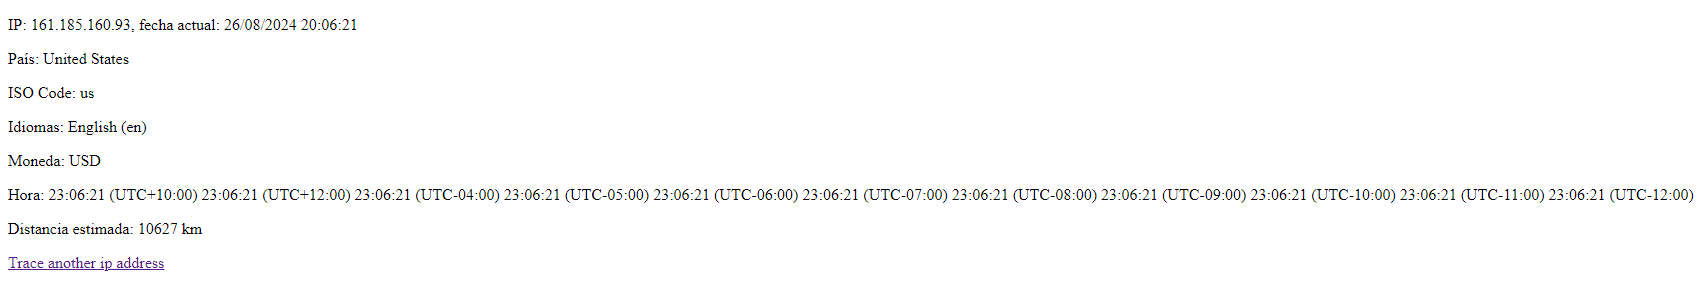 IP: 161.185.160.93, fecha actual: 26/08/2024 20:06:21
País: United States
ISO Code: us
Idiomas: English (en)
Moneda: USD
Hora: 23:06:21 (UTC+10:00) 23:06:21 (UTC+12:00) 23:06:21 (UTC-04:00) 23:06:21 (UTC-05:00) 23:06:21 (UTC-06:00) 23:06:21 (UTC-07:00) 23:06:21 (UTC-08:00) 23:06:21 (UTC-09:00) 23:06:21 (UTC-10:00) 23:06:21 (UTC-11:00) 23:06:21 (UTC-12:00)
Distancia estimada: 10627 km
Trace another ip address